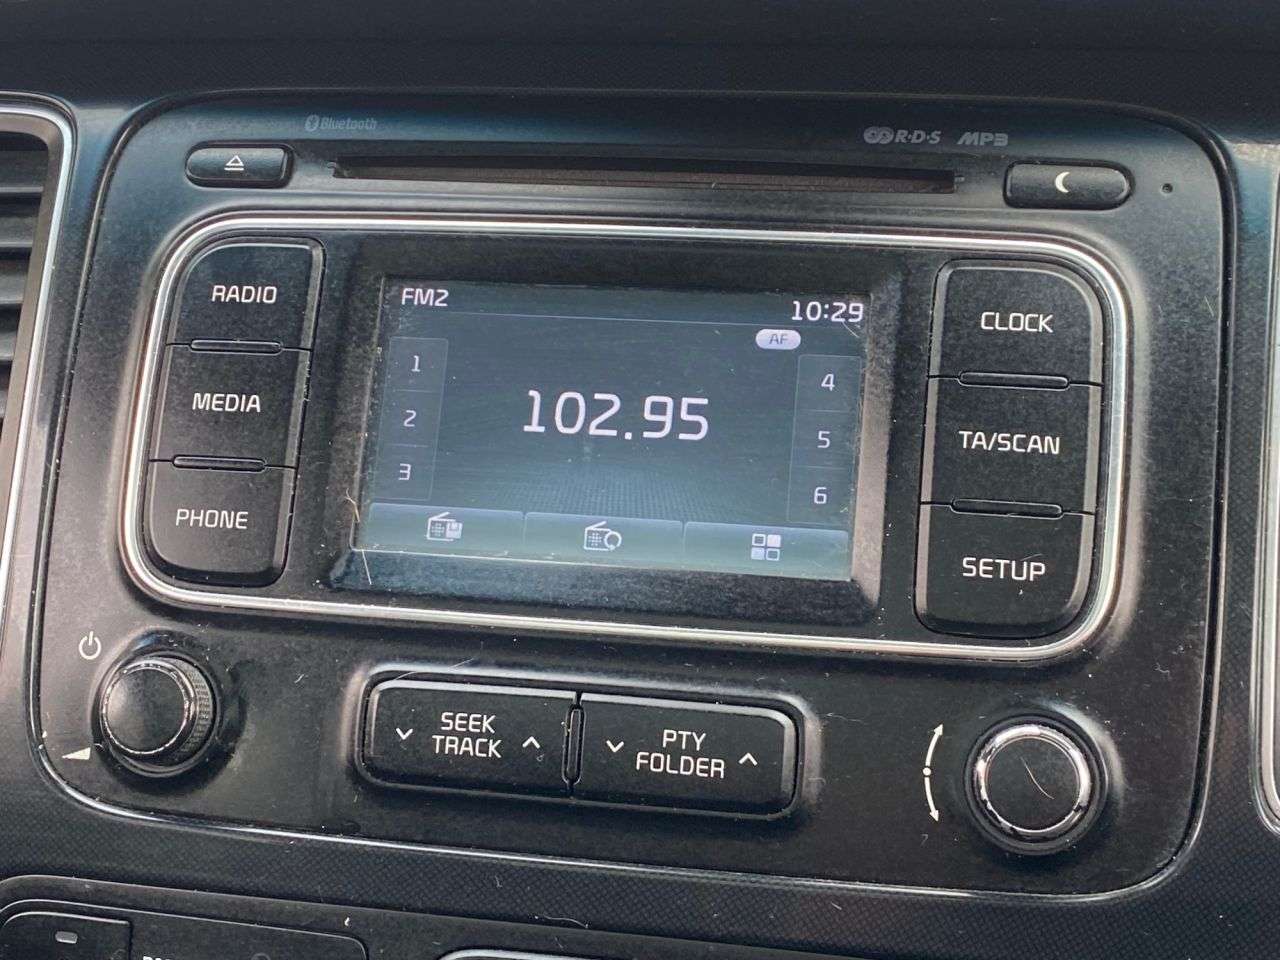 Bluetooth
R·D·S MP3
RADIO
MEDIA
PHONE
FM2
10:29
AF
1
2
3
102.95
4
5
6
CLOCK
TA/SCAN
SETUP
SEEK
TRACK
PTY
FOLDER